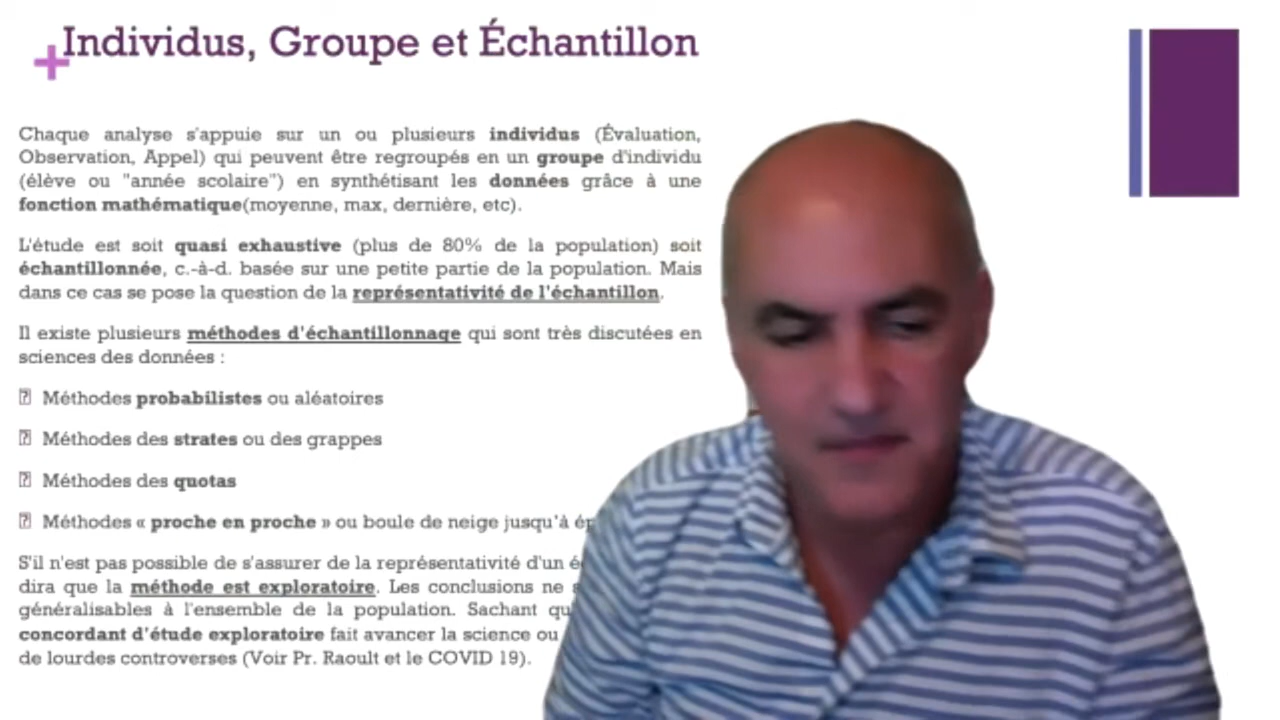 Individus, Groupe et Échantillon
Chaque analyse s'appuie sur un ou plusieurs individus (Évaluation,
Observation, Appel) qui peuvent être regroupés en un groupe d'individu
(élève ou "année scolaire") en synthétisant les données grâce à une
fonction mathématique(moyenne, max, dernière, etc).
L'étude est soit quasi exhaustive (plus de 80% de la population) soit
échantillonnée, c.-à-d. basée sur une petite partie de la population. Mais
dans ce cas se pose la question de la représentativité de l'échantillon.
Il existe plusieurs méthodes d'échantillonnage qui sont très discutées en
sciences des données :
Méthodes probabilistes ou aléatoires
Méthodes des strates ou des grappes
Méthodes des quotas
Méthodes « proche en proche » ou boule de neige jusqu'à
S'il n'est pas possible de s'assurer de la représentativité d'un
dira que la méthode est exploratoire. Les conclusions ne
généralisables à l'ensemble de la population. Sachant
concordant d'étude exploratoire fait avancer la science ou
de lourdes controverses (Voir Pr. Raoult et le COVID 19).